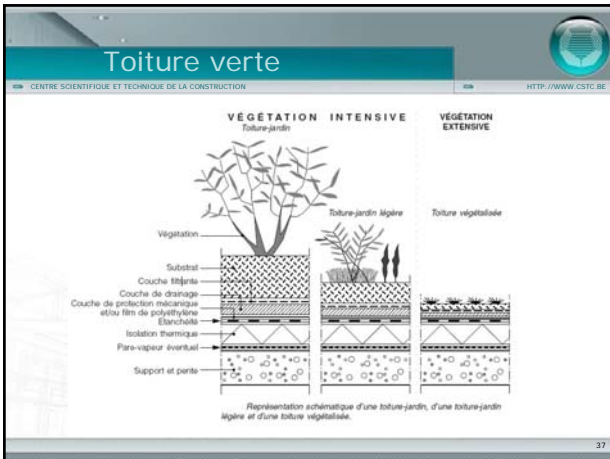 Toiture verte
CENTRE SCIENTIFIQUE ET TECHNIQUE DE LA CONSTRUCTION
HTTP://WWW.CSTC.BE
VÉGÉTATION INTENSIVE
Toiture-jardin
VÉGÉTATION
EXTENSIVE
Toiture-jardin légère
Toiture végétalisée
Végétation
Substrat
Couche filtrante
Couche de drainage
Couche de protection mécanique
et/ou film de polyéthylène
Etanchéité
Isolation thermique
Pare-vapeur éventuel
Support et pente
Représentation schématique d'une toiture-jardin, d'une toiture-jardin
légère et d'une toiture végétalisée.
37